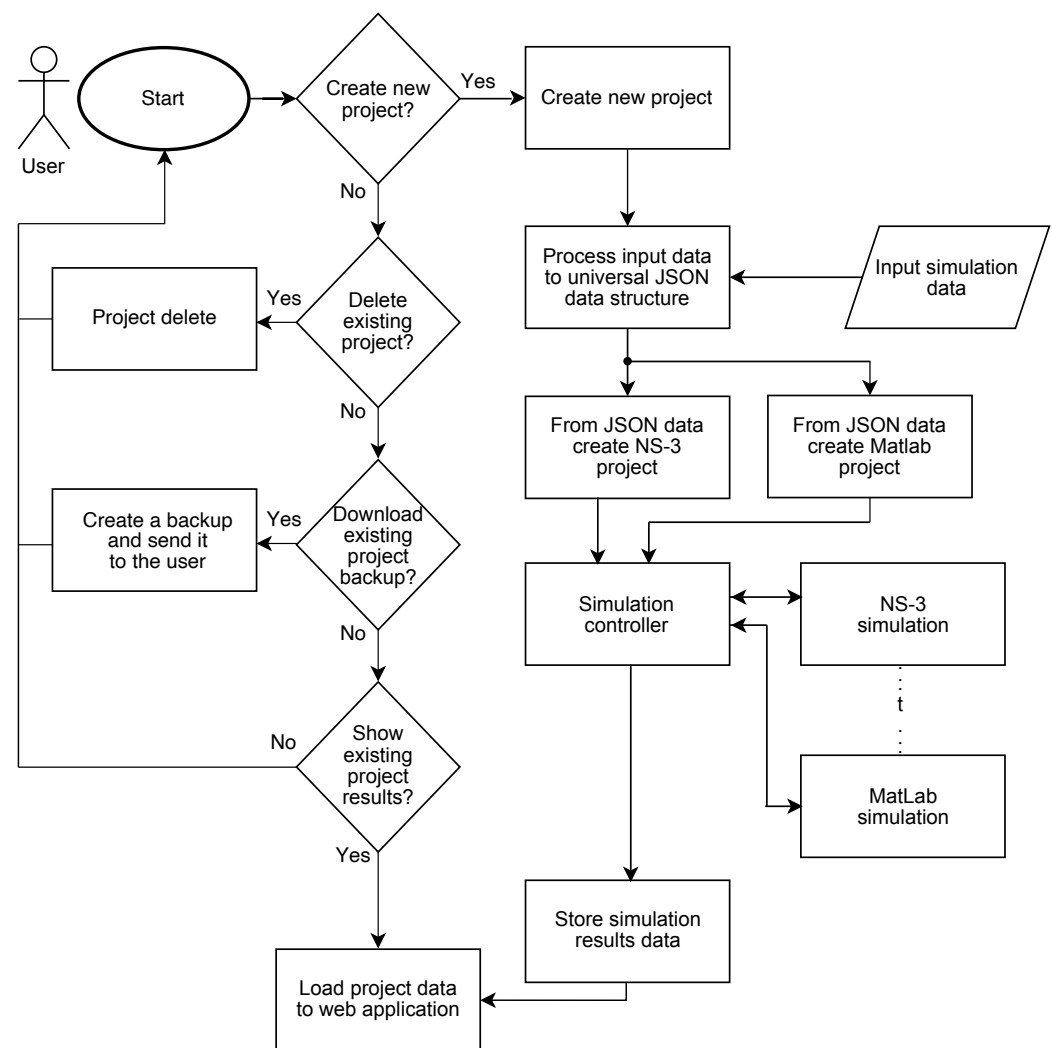 User
Start
Create new
project?
Yes
Create new project
No
Process input data
to universal JSON
data structure
Input simulation
data
Project delete
Yes
Delete
existing
project?
No
From JSON data
create NS-3
project
From JSON data
create Matlab
project
Create a backup
and send it
to the user
Yes
Download
existing
project
backup?
No
Simulation
controller
NS-3
simulation
t
No
Show
existing
project
results?
Yes
MatLab
simulation
Store simulation
results data
Load project data
to web application